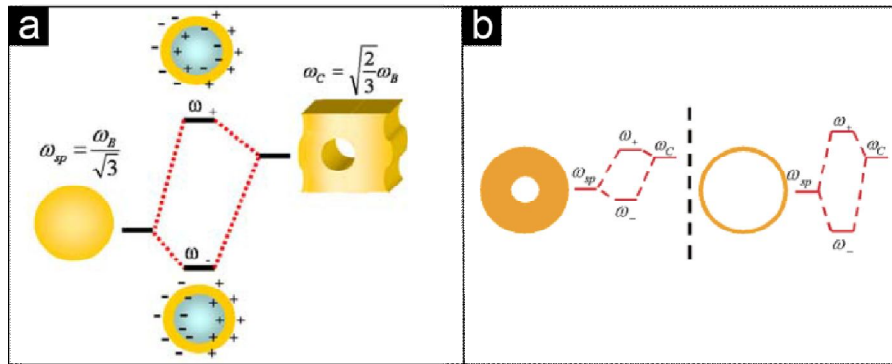 a
ω_C = √(2/3) ω_B
ω_+
ω_sp = ω_B/√3
ω_-
b
ω_+
ω_C
ω_sp
ω_-
ω_+
ω_C
ω_sp
ω_-